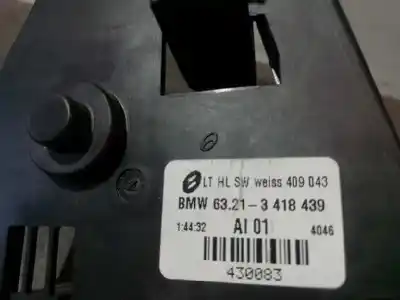 LT HL SW weiss 409 043
BMW 63.21- 3 418 439
1:44:32 AI 01 4046
430083